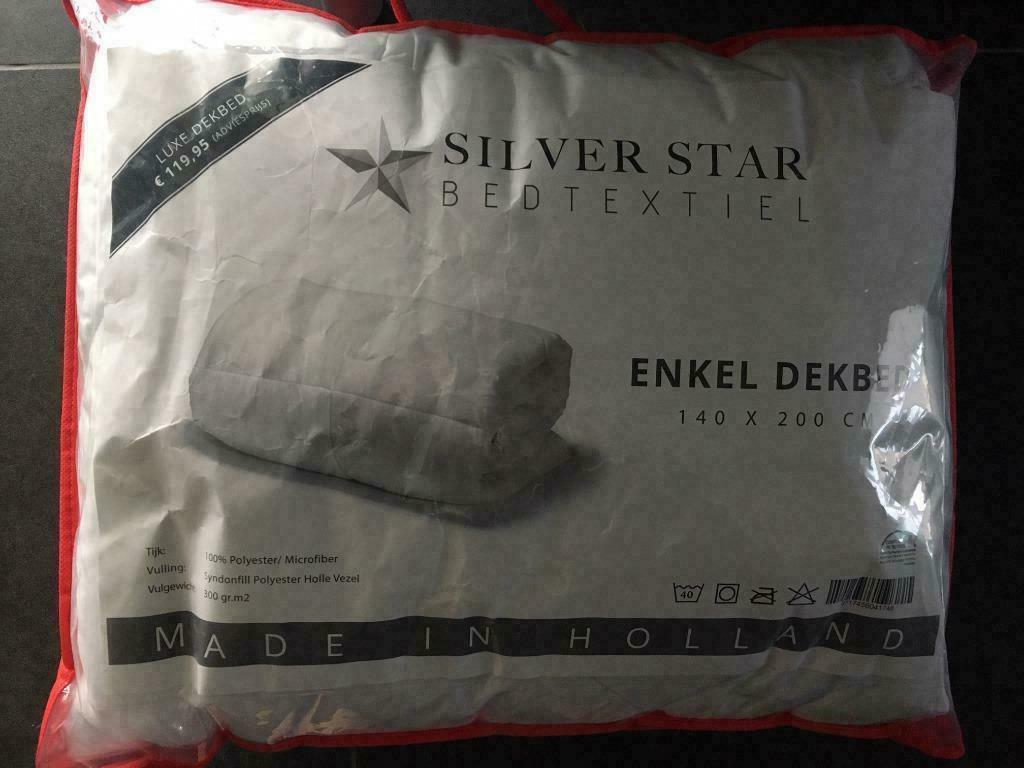 LUXE DEKBED
€ 119,95 (ADVIESPRIJS)
SILVER STAR
BEDTEXTIEL
ENKEL DEKBED
140 X 200 CM
Tijk: 100% Polyester/ Microfiber
Vulling: Syndonfill Polyester Holle Vezel
Vulgewicht 300 gr.m2
40
MADE IN HOLLAND